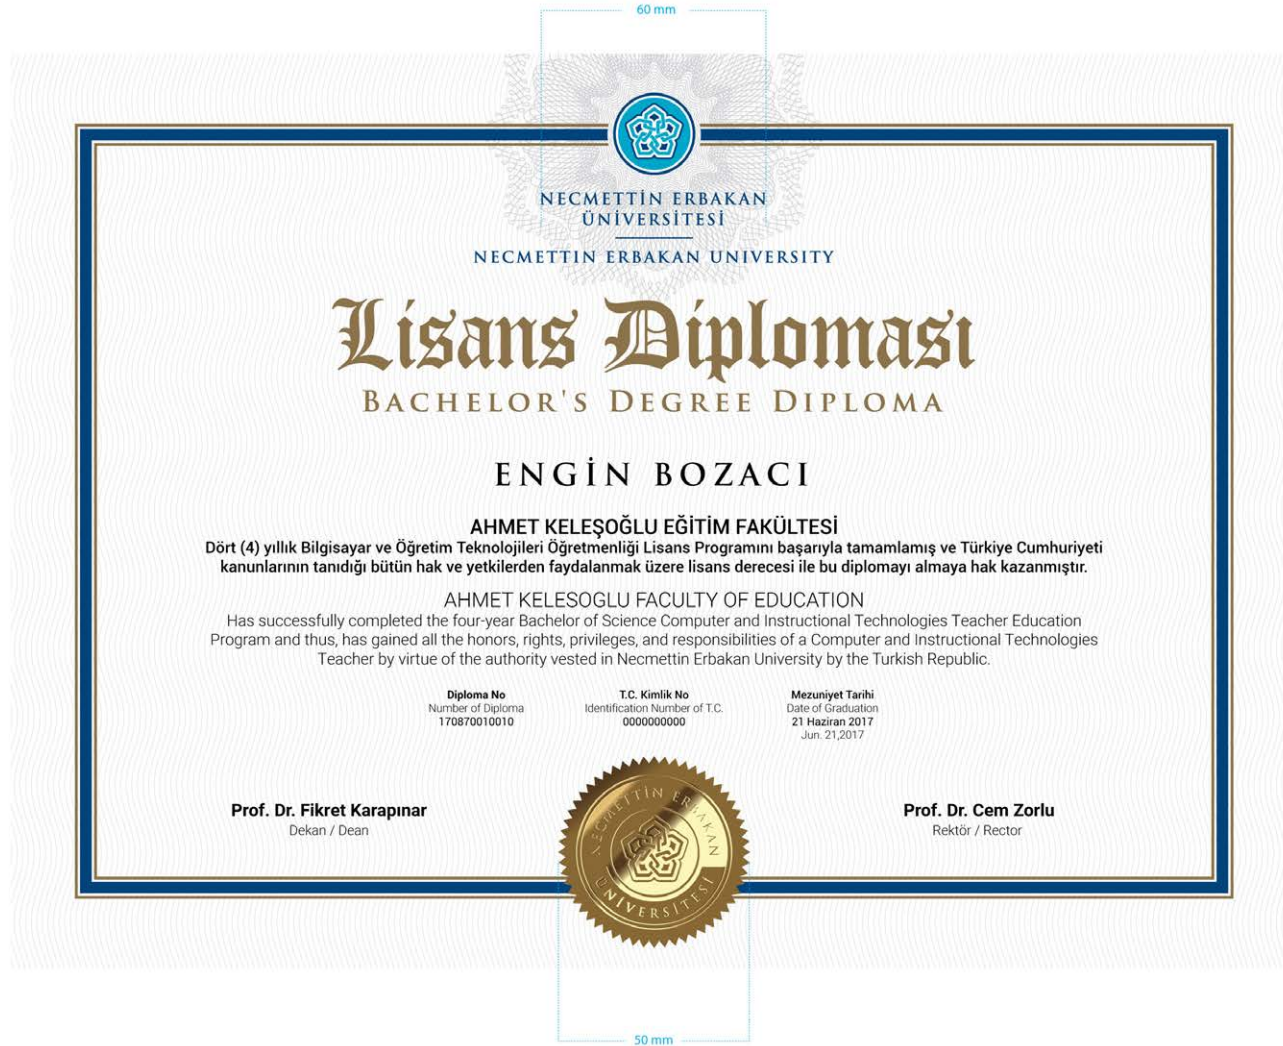 60 mm
NECMETTİN ERBAKAN
ÜNİVERSİTESİ
NECMETTIN ERBAKAN UNIVERSITY
Lisans Diploması
BACHELOR'S DEGREE DIPLOMA
ENGİN BOZACI
AHMET KELEŞOĞLU EĞİTİM FAKÜLTESİ
Dört (4) yıllık Bilgisayar ve Öğretim Teknolojileri Öğretmenliği Lisans Programını başarıyla tamamlamış ve Türkiye Cumhuriyeti
kanunlarının tanıdığı bütün hak ve yetkilerden faydalanmak üzere lisans derecesi ile bu diplomayı almaya hak kazanmıştır.
AHMET KELESOGLU FACULTY OF EDUCATION
Has successfully completed the four-year Bachelor of Science Computer and Instructional Technologies Teacher Education
Program and thus, has gained all the honors, rights, privileges, and responsibilities of a Computer and Instructional Technologies
Teacher by virtue of the authority vested in Necmettin Erbakan University by the Turkish Republic.
Diploma No
Number of Diploma
170870010010
T.C. Kimlik No
Identification Number of T.C.
0000000000
Mezuniyet Tarihi
Date of Graduation
21 Haziran 2017
Jun. 21,2017
Prof. Dr. Fikret Karapınar
Dekan / Dean
NECMETTİN ERBAKAN
ÜNİVERSİTESİ
Prof. Dr. Cem Zorlu
Rektör / Rector
50 mm